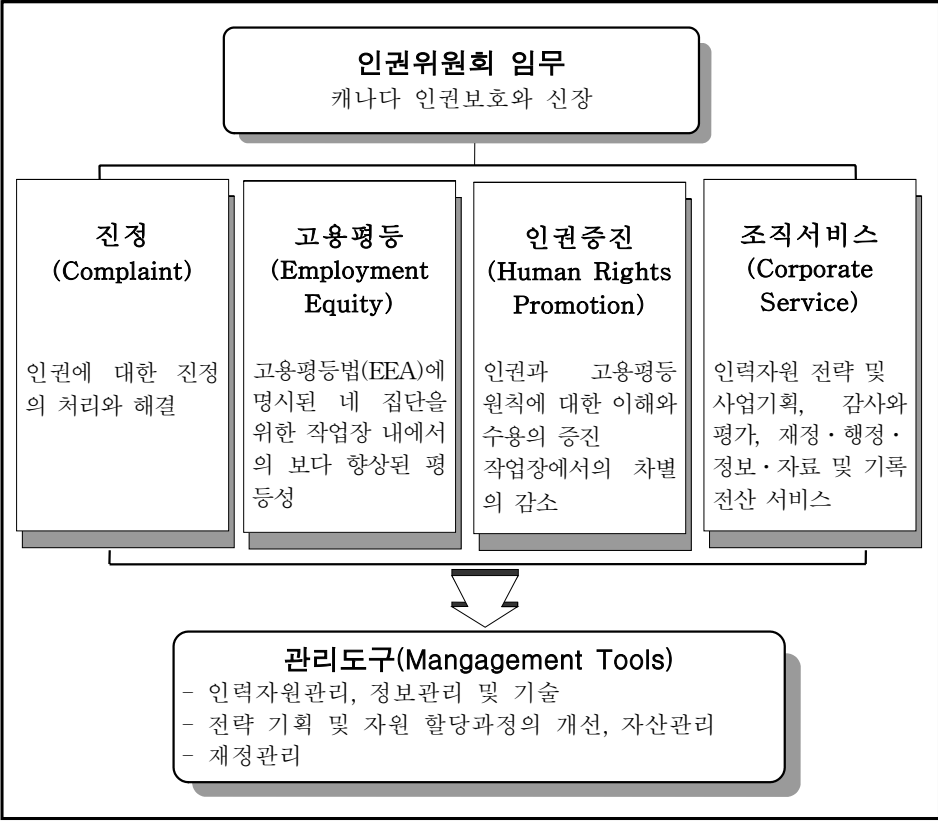 인권위원회 임무
캐나다 인권보호와 신장
진정
(Complaint)
인권에 대한 진정
의 처리와 해결
고용평등
(Employment
Equity)
고용평등법(EEA)에
명시된 네 집단을
위한 작업장 내에서
의 보다 향상된 평
등성
인권증진
(Human Rights
Promotion)
인권과 고용평등
원칙에 대한 이해와
수용의 증진
작업장에서의 차별
의 감소
조직서비스
(Corporate
Service)
인력자원 전략 및
사업기획, 감사와
평가, 재정·행정·
정보·자료 및 기록
전산 서비스
관리도구(Mangagement Tools)
- 인력자원관리, 정보관리 및 기술
- 전략 기획 및 자원 할당과정의 개선, 자산관리
- 재정관리